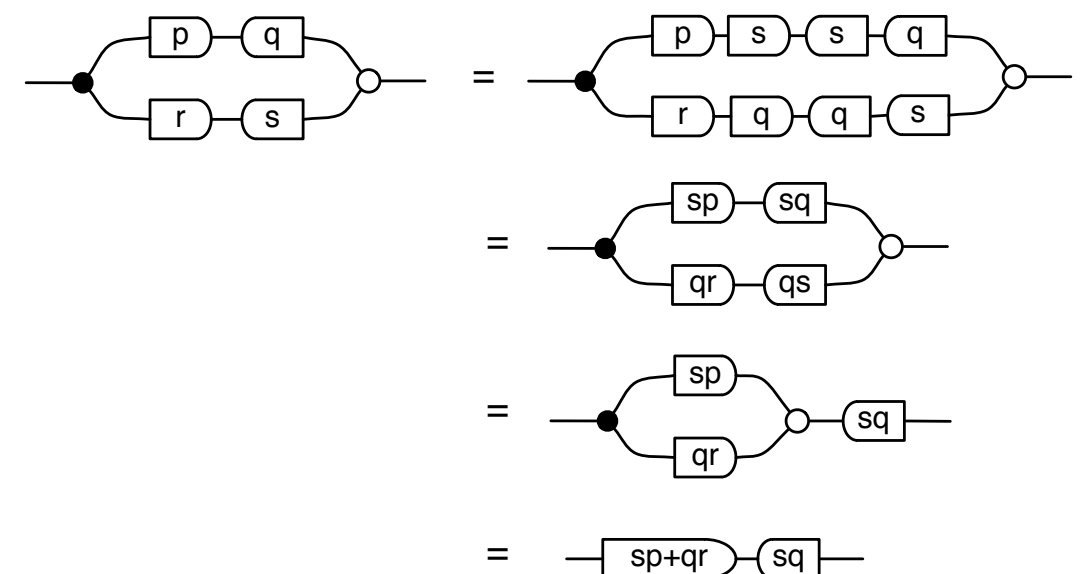 p q = p s s q
r s r q q s
= sp sq
qr qs
= sp sq
qr
= sp+qr sq